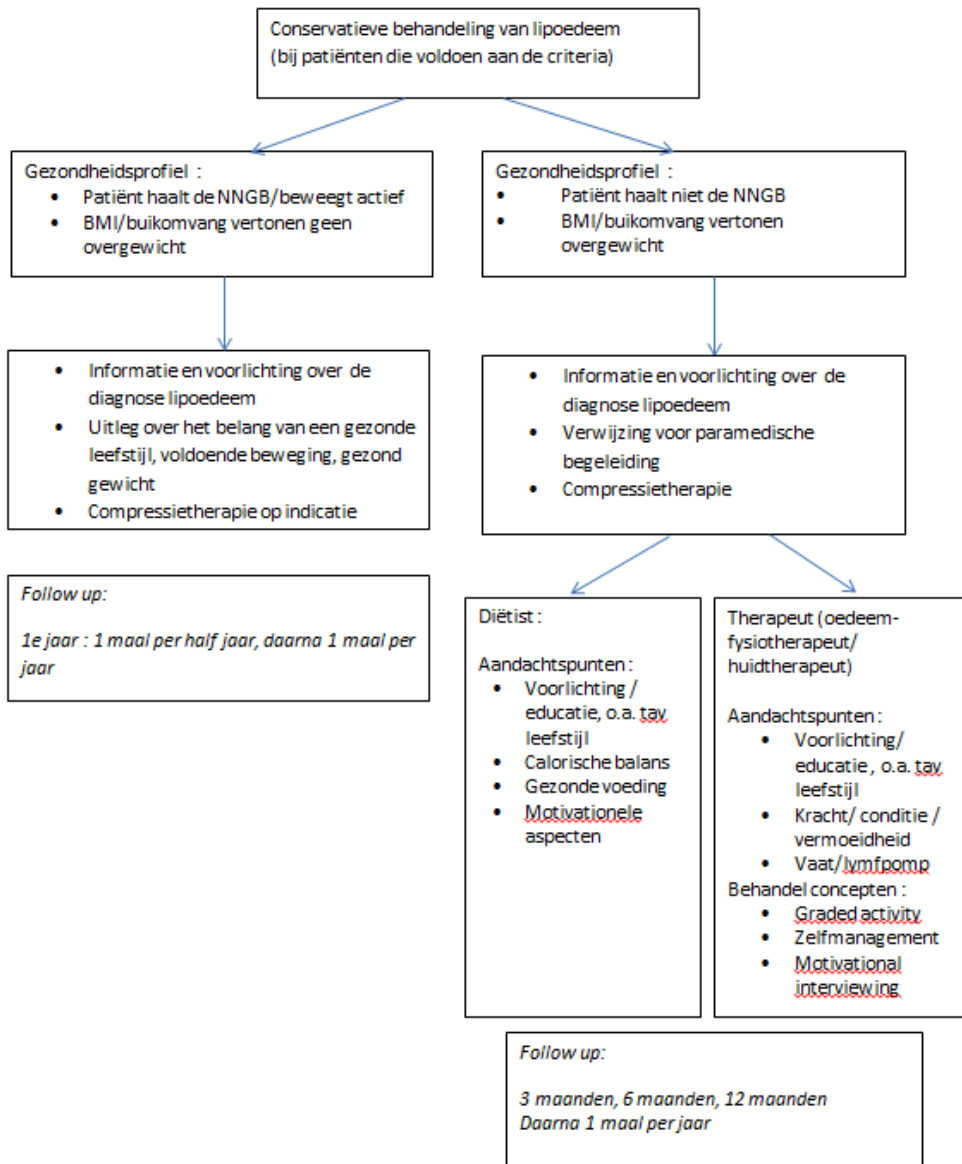 Conservatieve behandeling van lipoedeem
(bij patiënten die voldoen aan de criteria)
Gezondheidsprofiel :
• Patiënt haalt de NNGB/beweegt actief
• BMI/buikomvang vertonen geen
overgewicht
Gezondheidsprofiel :
• Patiënt haalt niet de NNGB
• BMI/buikomvang vertonen
overgewicht
• Informatie en voorlichting over de
diagnose lipoedeem
• Uitleg over het belang van een gezonde
leefstijl, voldoende beweging, gezond
gewicht
• Compressietherapie op indicatie
• Informatie en voorlichting over de
diagnose lipoedeem
• Verwijzing voor paramedische
begeleiding
• Compressietherapie
Follow up:
1e jaar : 1 maal per half jaar, daarna 1 maal per
jaar
Diëtist :
Aandachtspunten :
• Voorlichting /
educatie, o.a. tav
leefstijl
• Calorische balans
• Gezonde voeding
• Motivationele
aspecten
Therapeut (oedeem-
fysiotherapeut/
huidtherapeut)
Aandachtspunten :
• Voorlichting/
educatie , o.a. tav
leefstijl
• Kracht/ conditie /
vermoeidheid
• Vaat/lymfpomp
Behandel concepten :
• Graded activity
• Zelfmanagement
• Motivational
interviewing
Follow up:
3 maanden, 6 maanden, 12 maanden
Daarna 1 maal per jaar